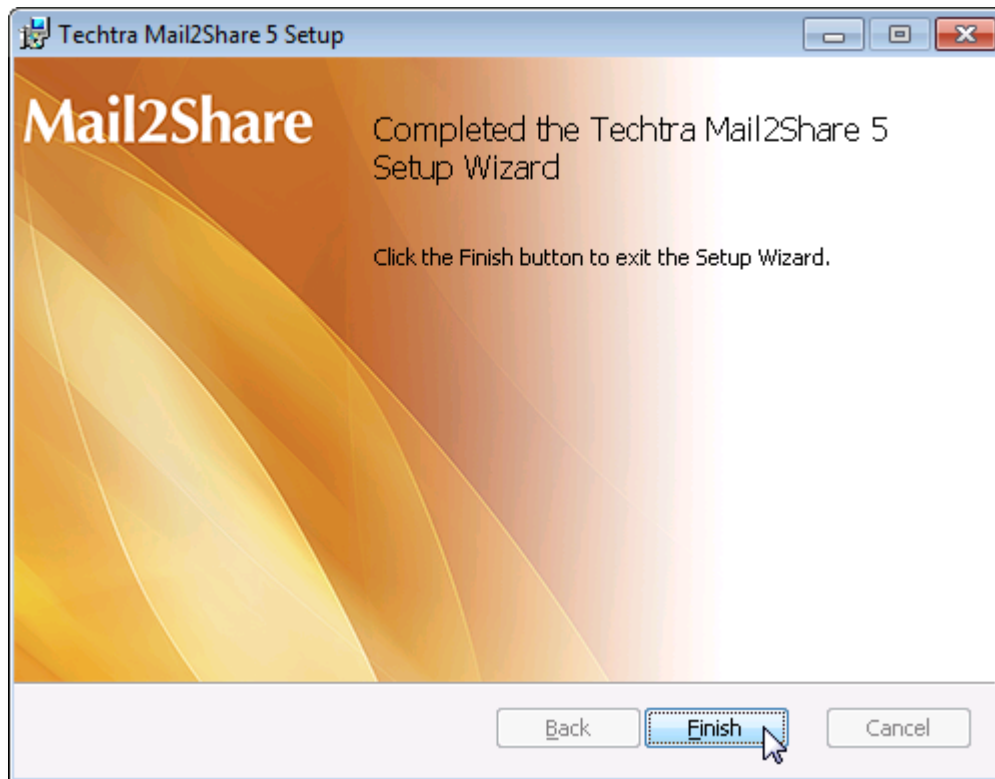 Techtra Mail2Share 5 Setup
Mail2Share
Completed the Techtra Mail2Share 5
Setup Wizard
Click the Finish button to exit the Setup Wizard.
Back
Finish
Cancel